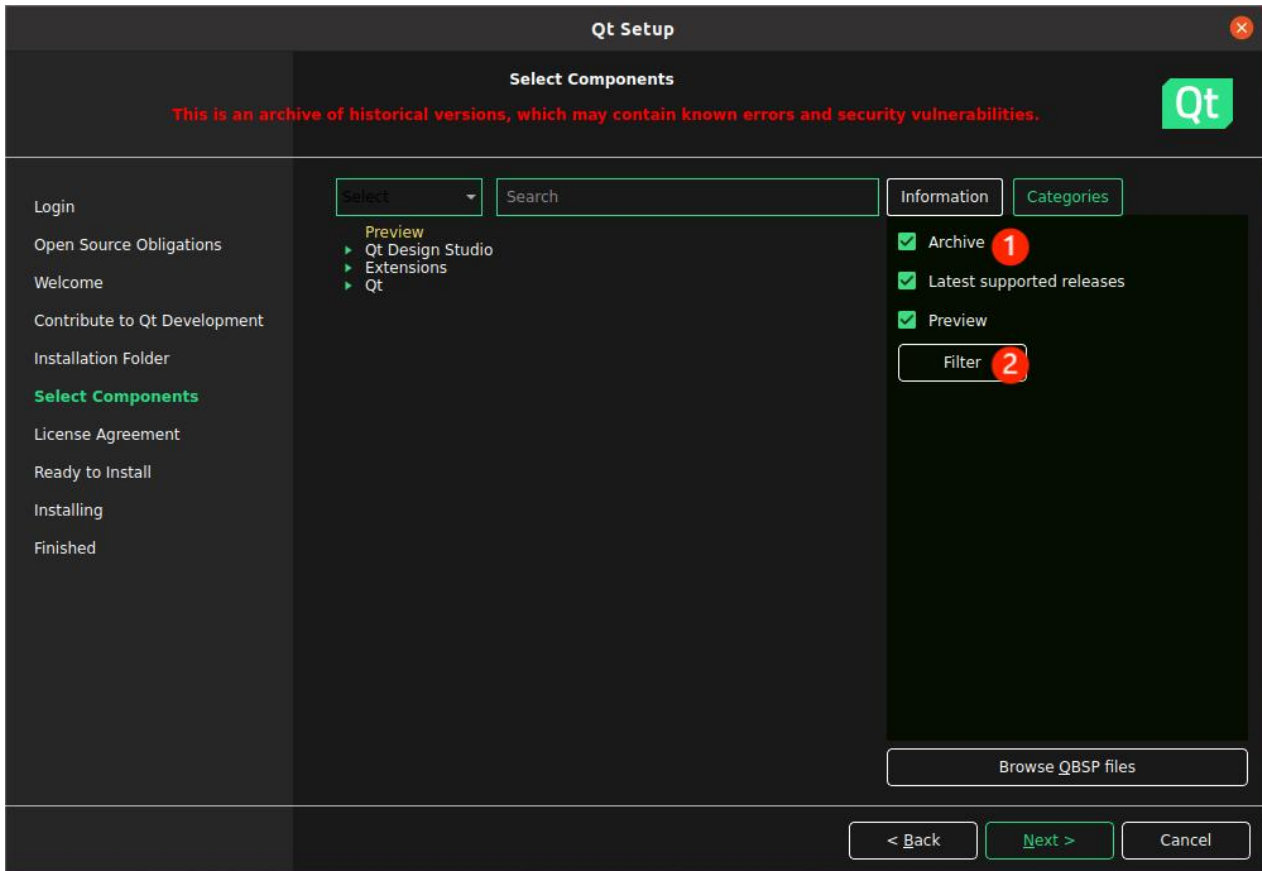 Qt Setup
Select Components
This is an archive of historical versions, which may contain known errors and security vulnerabilities.
Qt
Login
Open Source Obligations
Welcome
Contribute to Qt Development
Installation Folder
Select Components
License Agreement
Ready to Install
Installing
Finished
Select
Search
Preview
Qt Design Studio
Extensions
Qt
Information
Categories
Archive 1
Latest supported releases
Preview
Filter 2
Browse QBSP files
< Back
Next >
Cancel